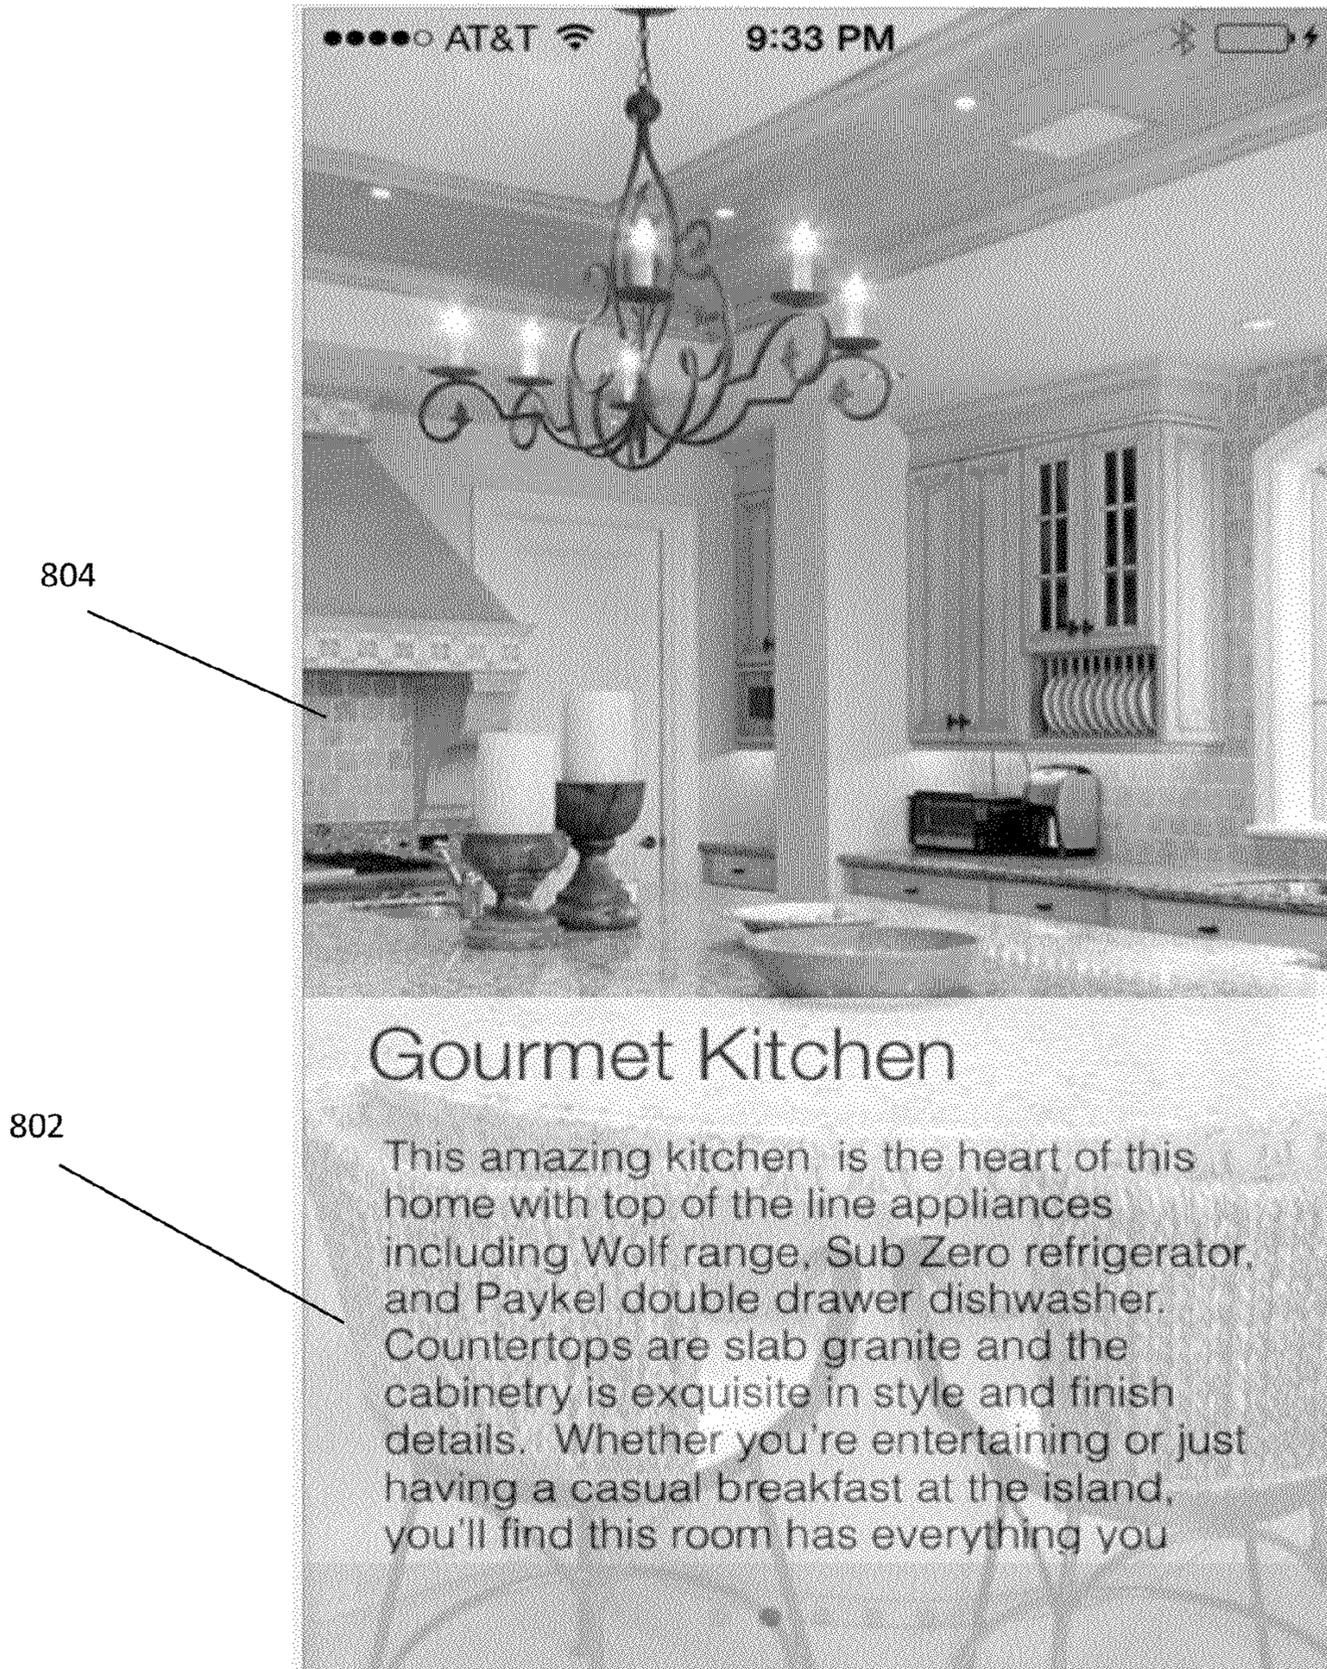 AT&T 9:33 PM
804
Gourmet Kitchen
802
This amazing kitchen  is the heart of this
home with top of the line appliances
including Wolf range, Sub Zero refrigerator,
and Paykel double drawer dishwasher.
Countertops are slab granite and the
cabinetry is exquisite in style and finish
details.  Whether you're entertaining or just
having a casual breakfast at the island,
you'll find this room has everything you